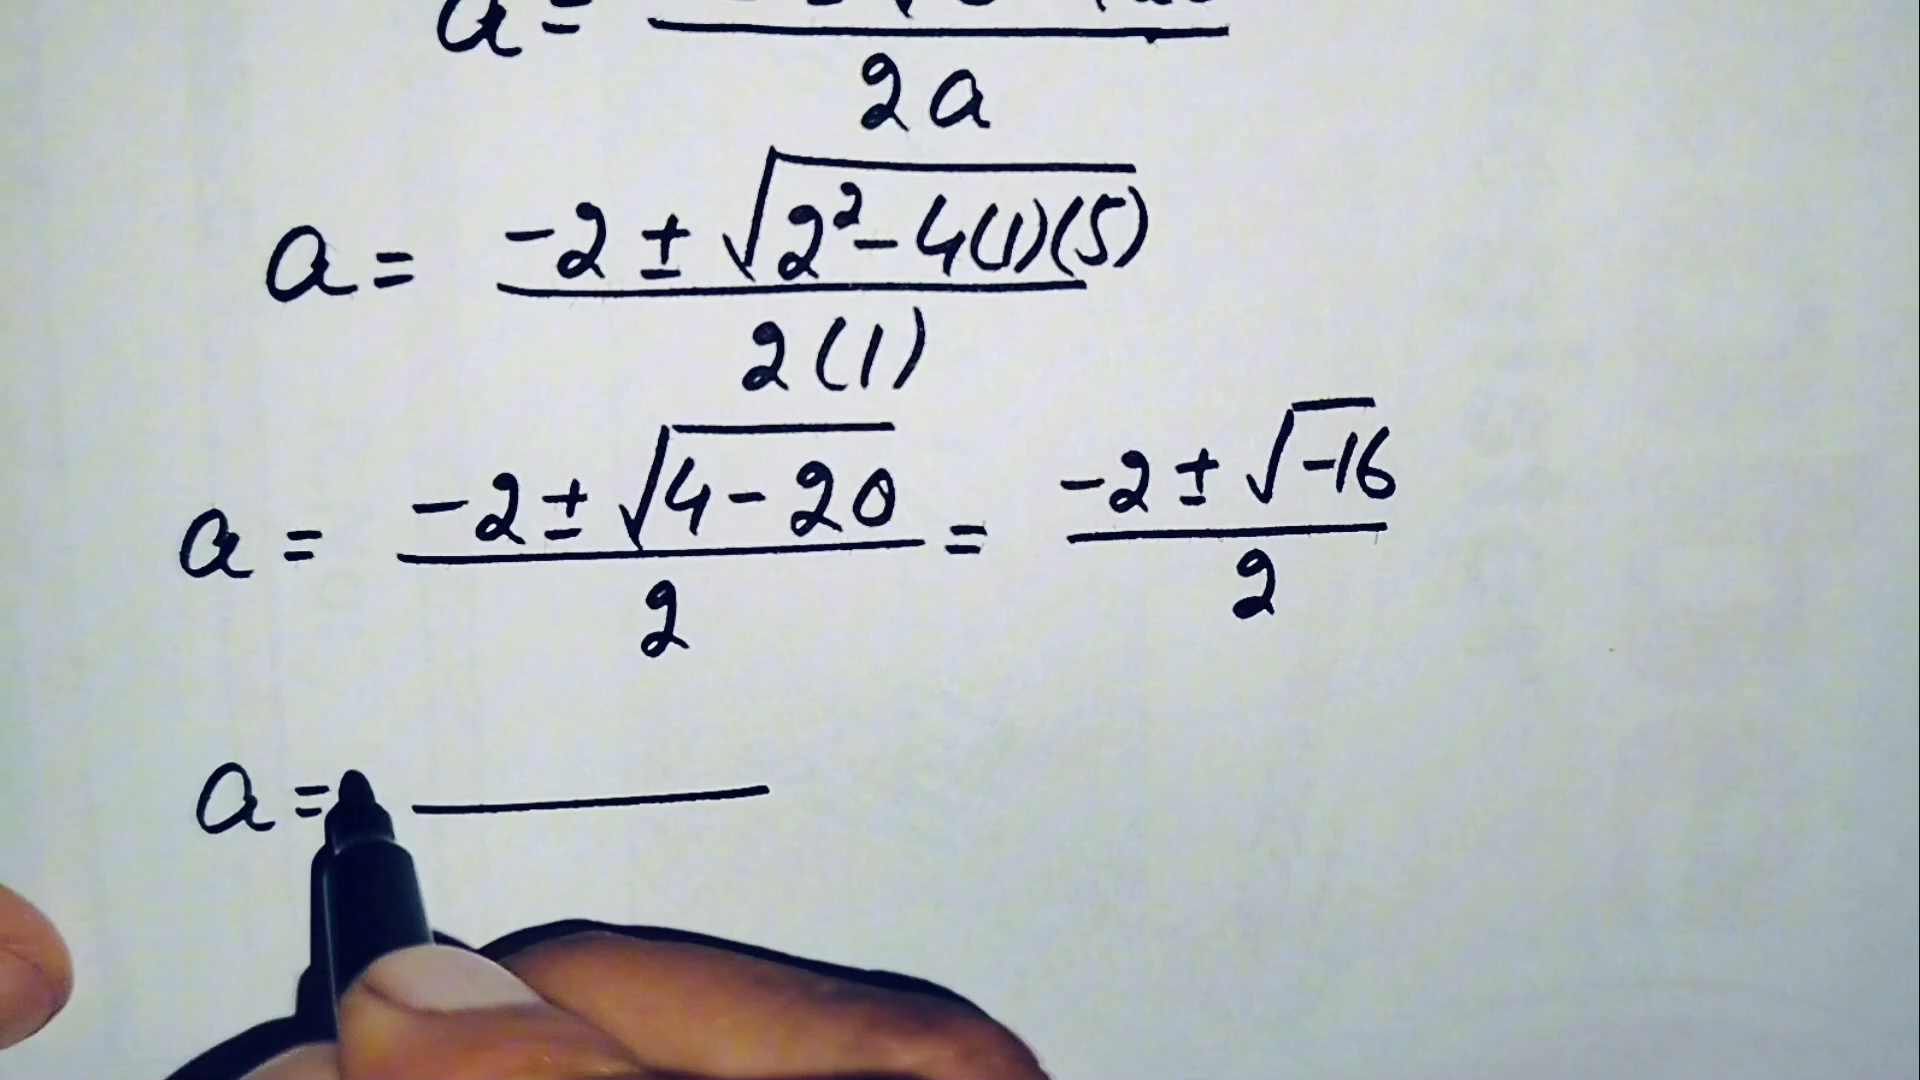 a =
2a
a = -2 ± √2² - 4(1)(5) / 2(1)
a = -2 ± √4 - 20 / 2 = -2 ± √-16 / 2
a =